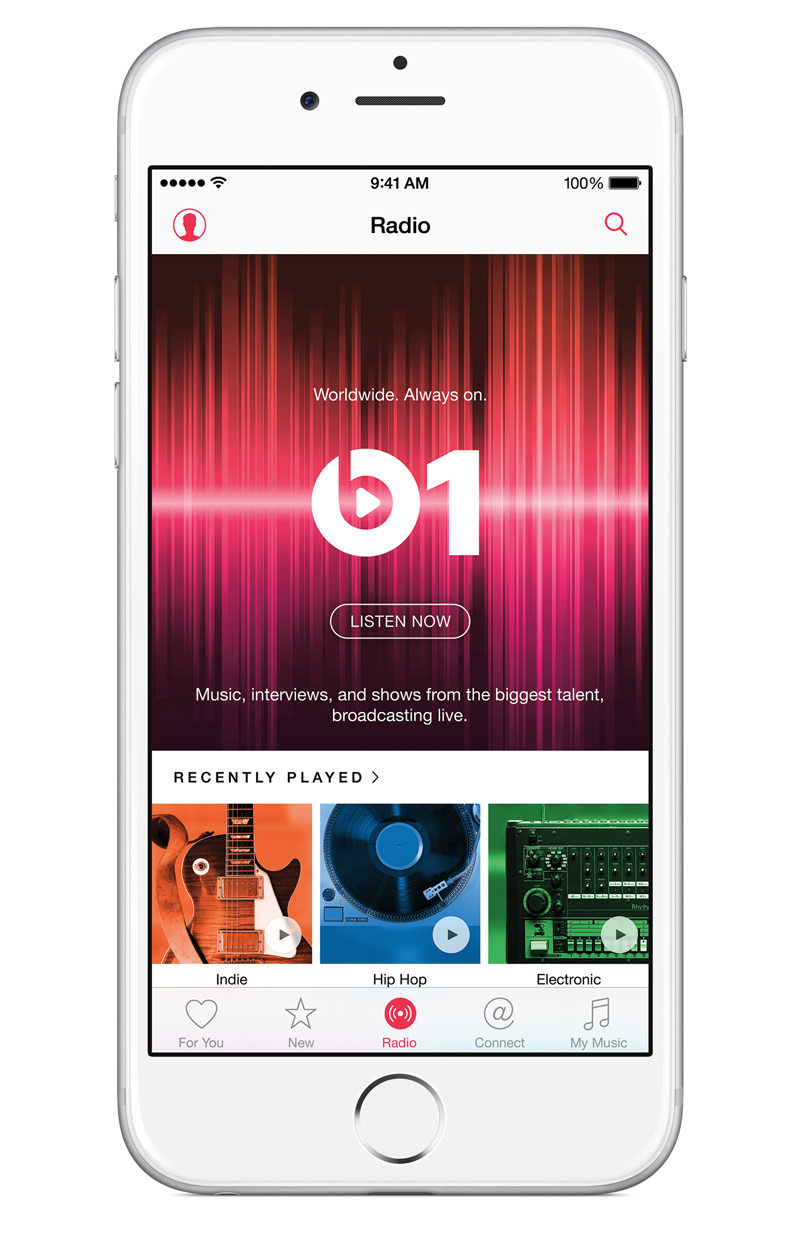 9:41 AM
100%
Radio
Worldwide. Always on.
b1
LISTEN NOW
Music, interviews, and shows from the biggest talent,
broadcasting live.
RECENTLY PLAYED >
Rhyth
Indie
Hip Hop
Electronic
For You
New
Radio
@
Connect
My Music